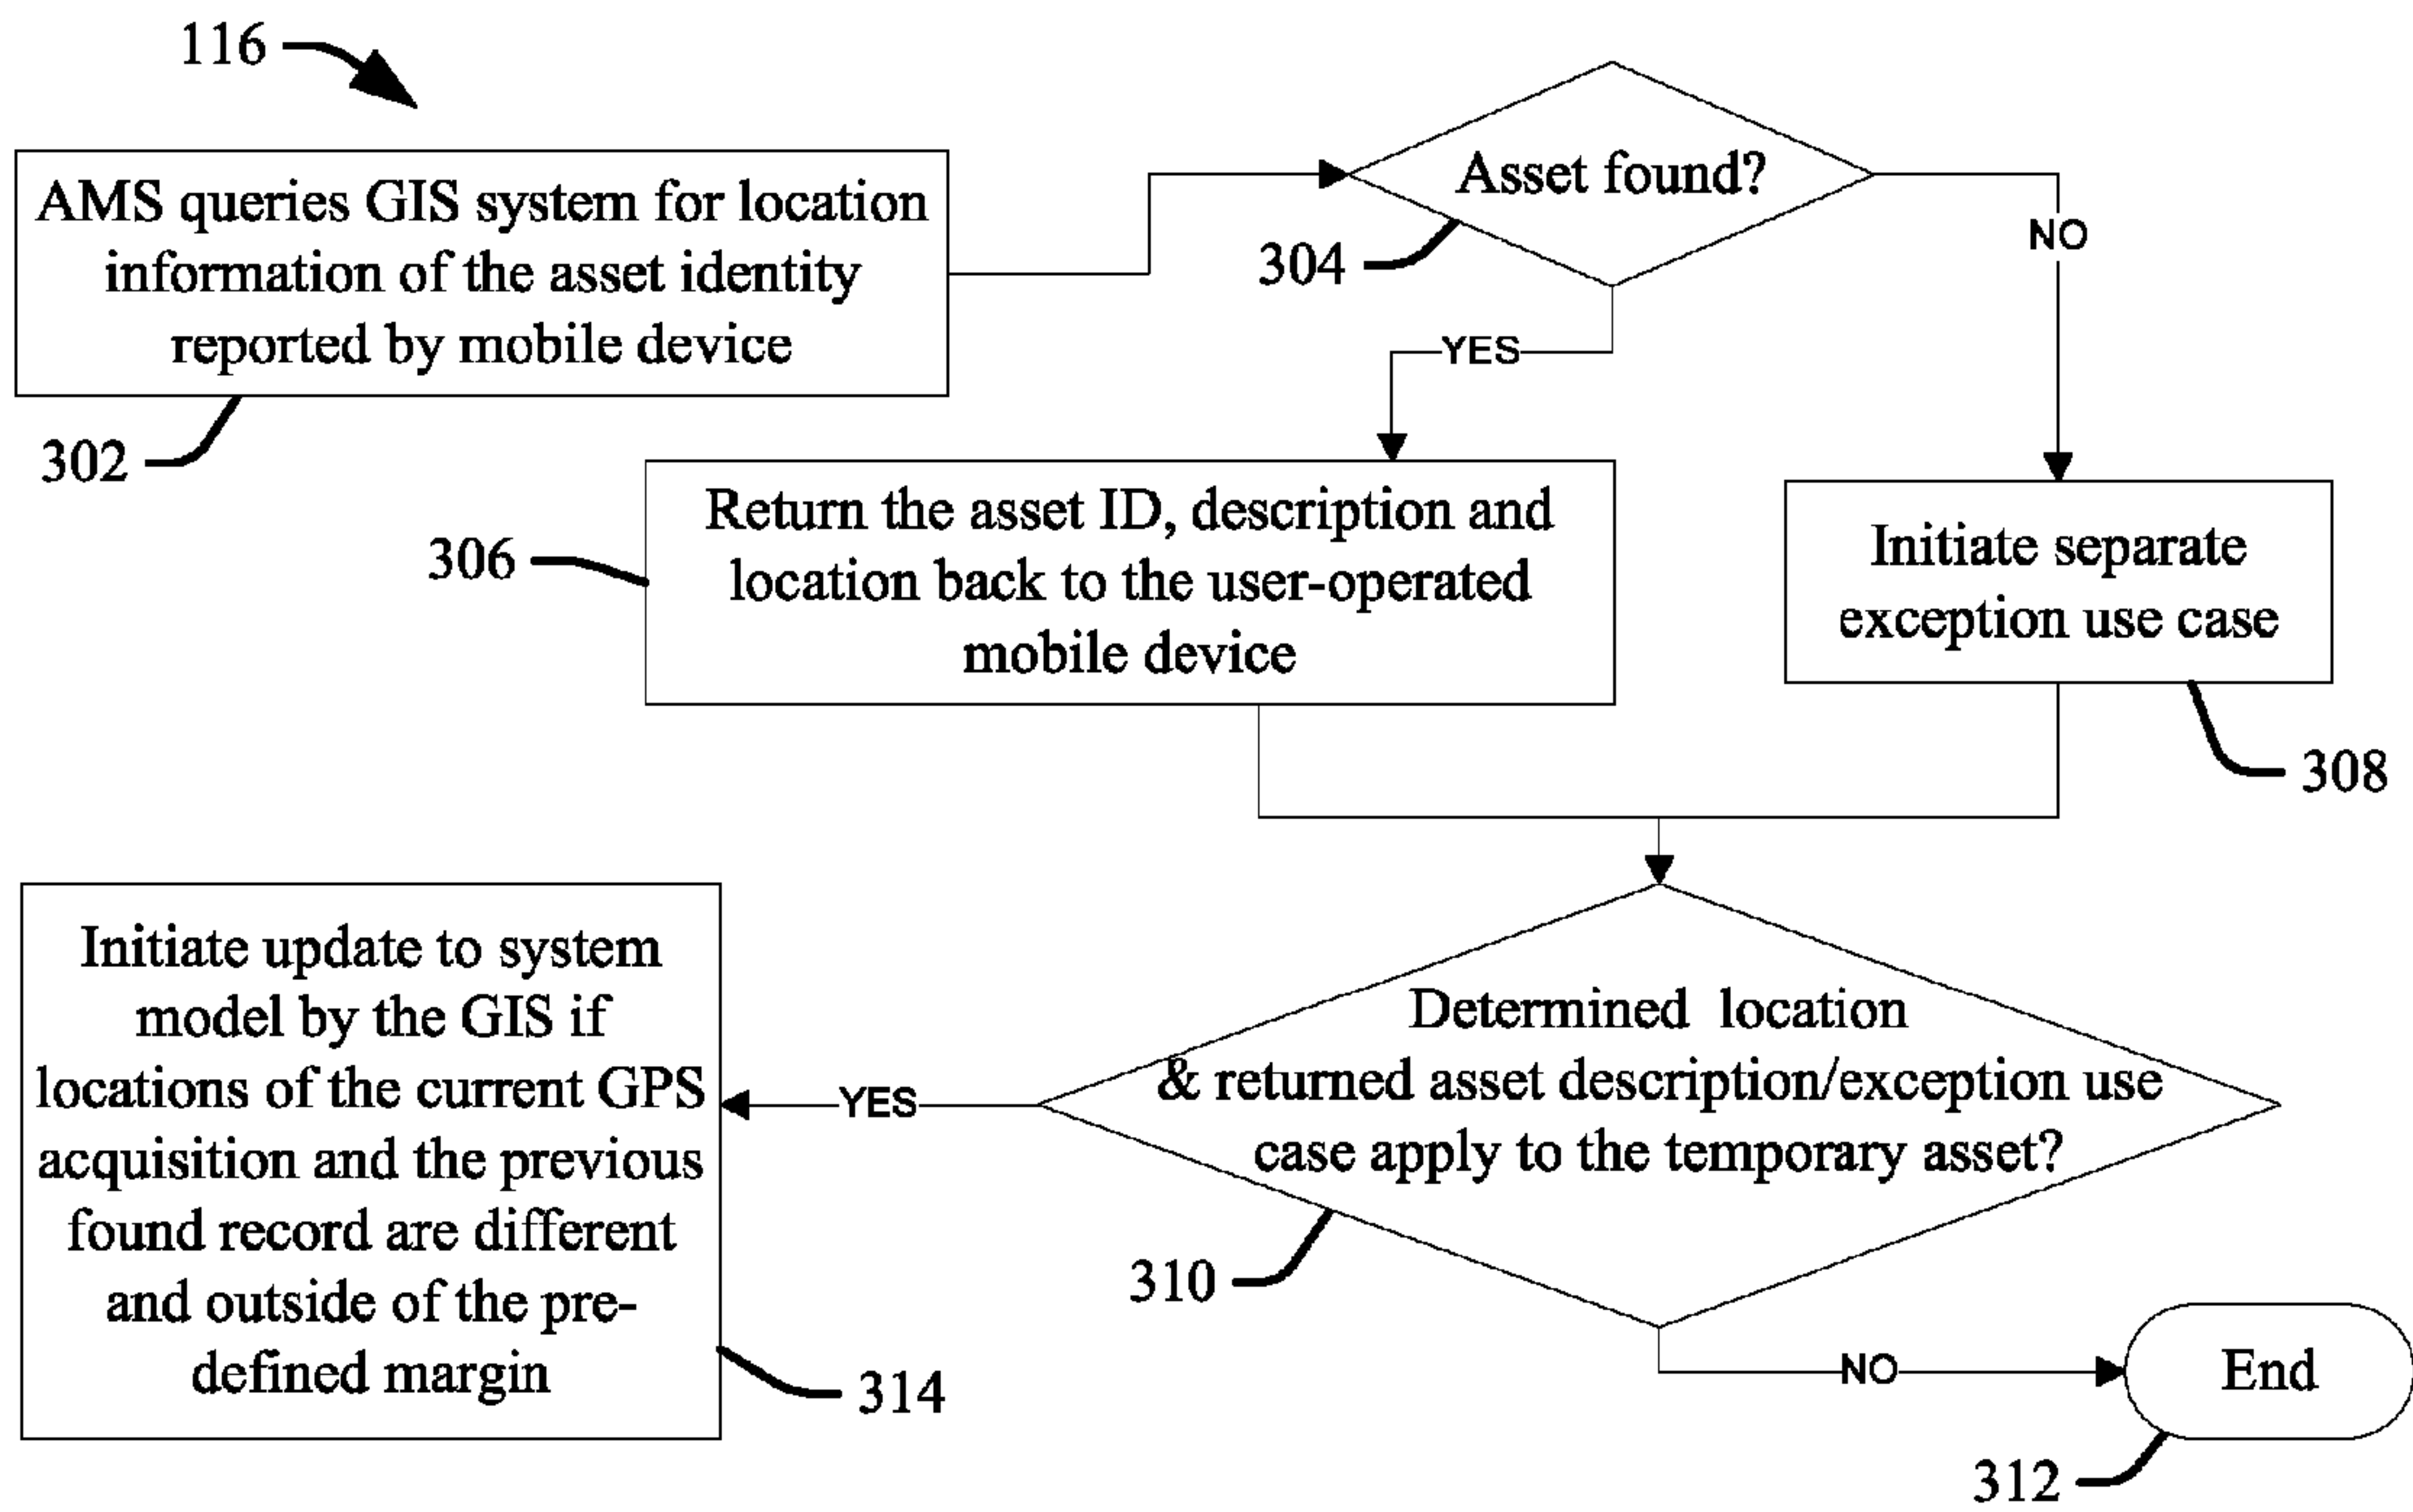 116
AMS queries GIS system for location
information of the asset identity
reported by mobile device
302
Asset found?
304
NO
YES
Return the asset ID, description and
location back to the user-operated
mobile device
306
Initiate separate
exception use case
308
Determined location
& returned asset description/exception use
case apply to the temporary asset?
310
YES
Initiate update to system
model by the GIS if
locations of the current GPS
acquisition and the previous
found record are different
and outside of the pre-
defined margin
314
NO
End
312